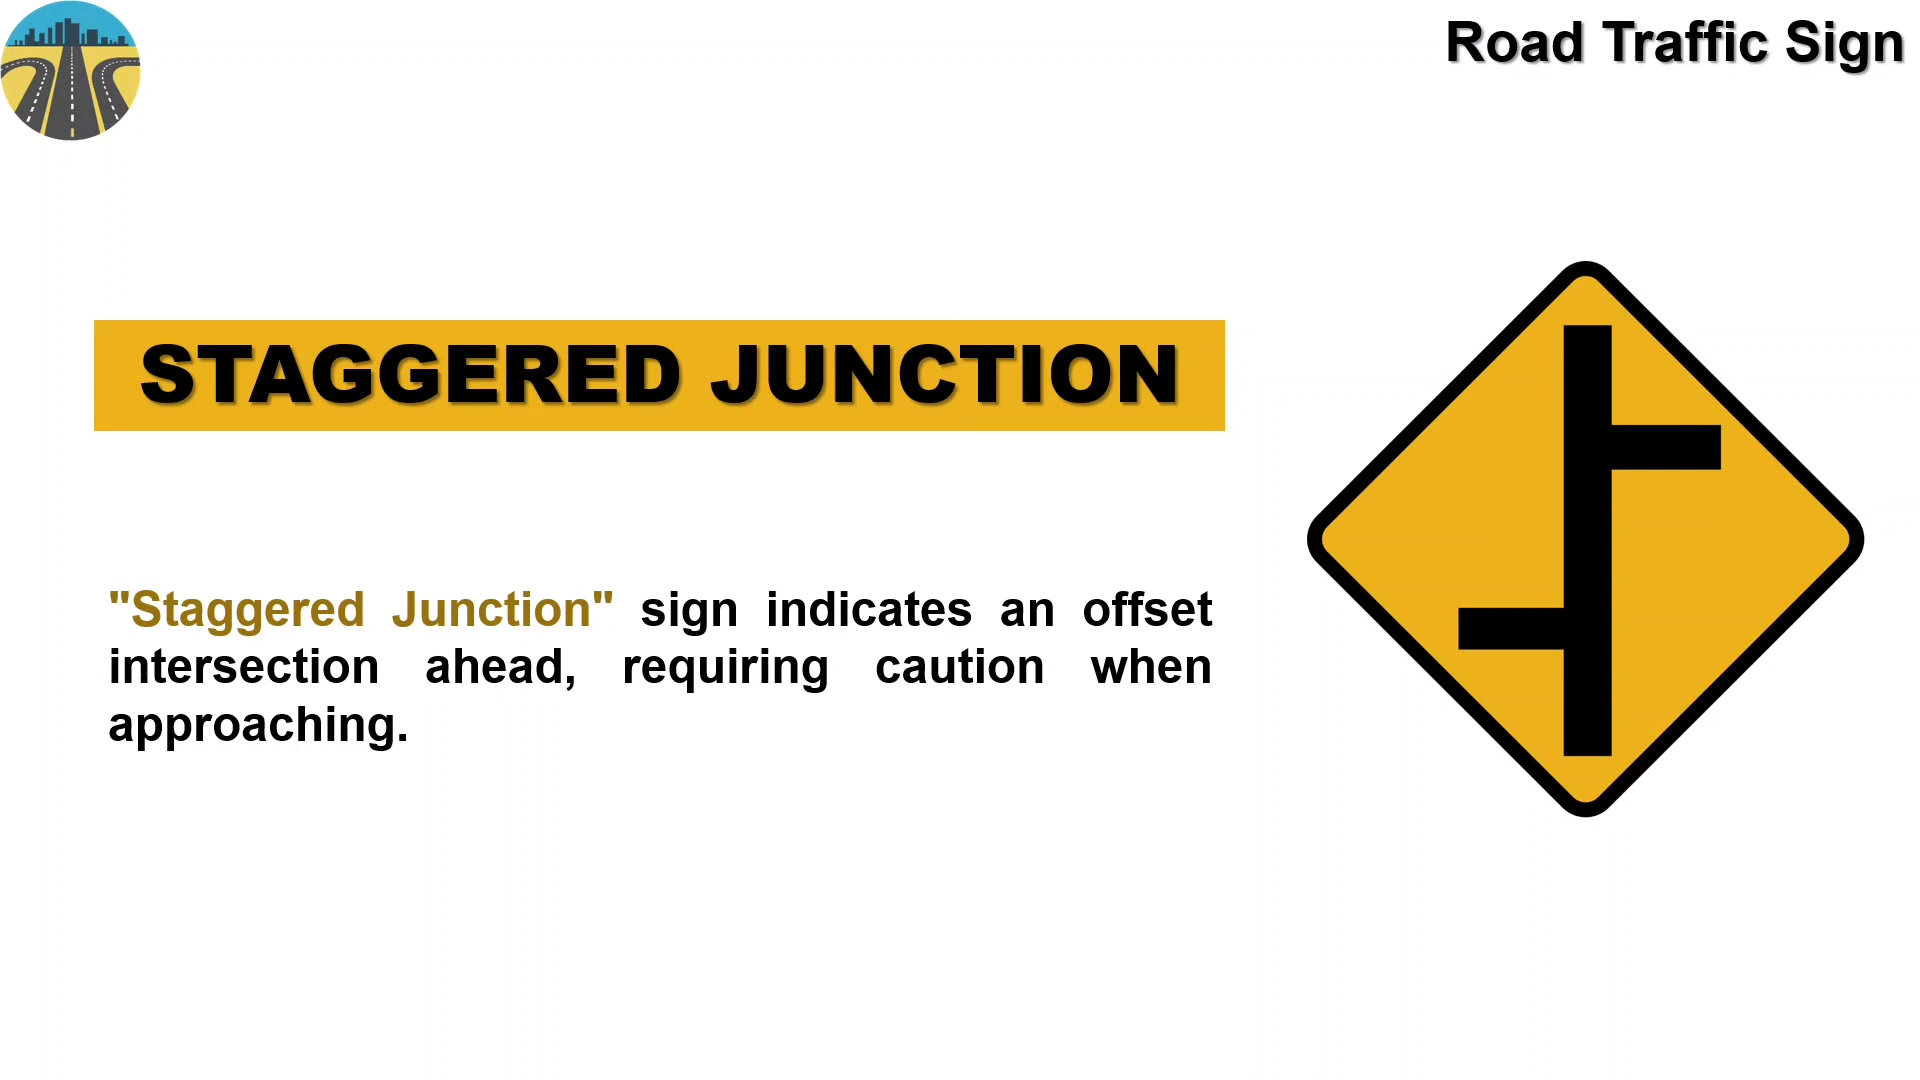 Road Traffic Sign
STAGGERED JUNCTION
"Staggered Junction" sign indicates an offset
intersection ahead, requiring caution when
approaching.